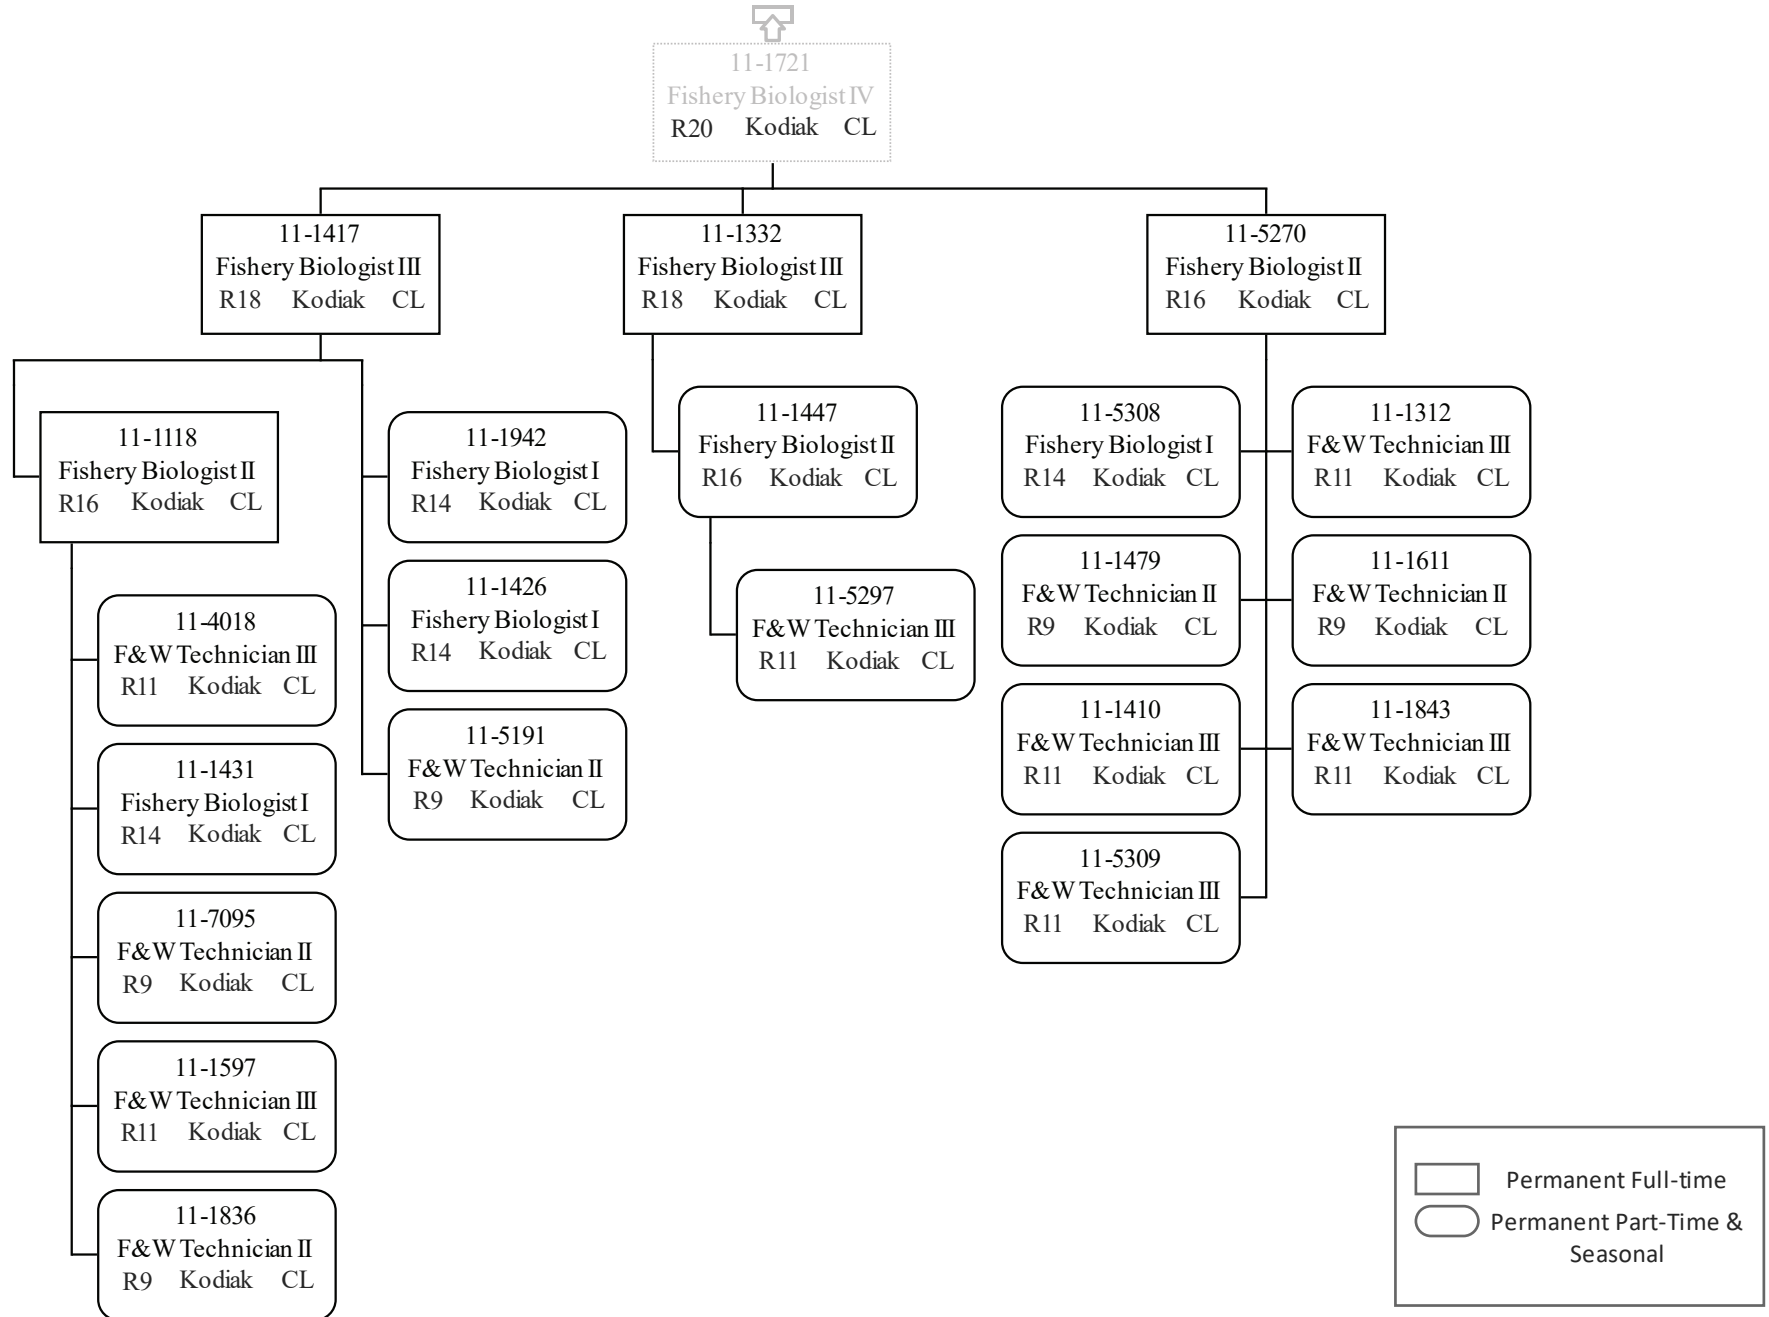 11-1721
Fishery Biologist IV
R20 Kodiak CL
11-1417
Fishery Biologist III
R18 Kodiak CL
11-1332
Fishery Biologist III
R18 Kodiak CL
11-5270
Fishery Biologist II
R16 Kodiak CL
11-1118
Fishery Biologist II
R16 Kodiak CL
11-4018
F&W Technician III
R11 Kodiak CL
11-1431
Fishery Biologist I
R14 Kodiak CL
11-7095
F&W Technician II
R9 Kodiak CL
11-1597
F&W Technician III
R11 Kodiak CL
11-1836
F&W Technician II
R9 Kodiak CL
11-1942
Fishery Biologist I
R14 Kodiak CL
11-1426
Fishery Biologist I
R14 Kodiak CL
11-5191
F&W Technician II
R9 Kodiak CL
11-1447
Fishery Biologist II
R16 Kodiak CL
11-5297
F&W Technician III
R11 Kodiak CL
11-5308
Fishery Biologist I
R14 Kodiak CL
11-1312
F&W Technician III
R11 Kodiak CL
11-1479
F&W Technician II
R9 Kodiak CL
11-1611
F&W Technician II
R9 Kodiak CL
11-1410
F&W Technician III
R11 Kodiak CL
11-1843
F&W Technician III
R11 Kodiak CL
11-5309
F&W Technician III
R11 Kodiak CL
Permanent Full-time
Permanent Part-Time &
Seasonal